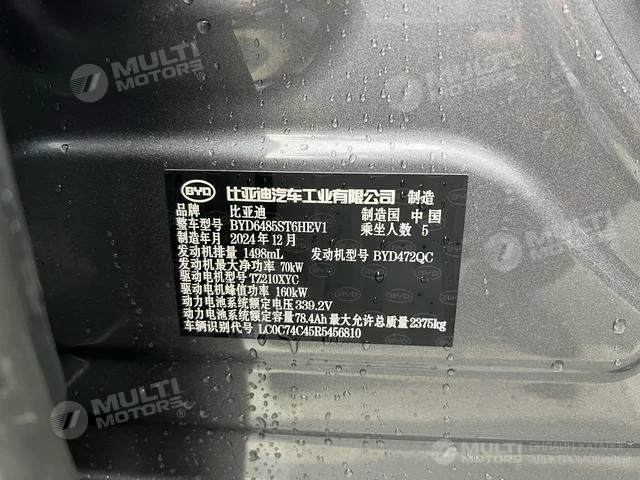 MULTI MOTORS®
MULTI MOTORS®
BYD 比亚迪汽车工业有限公司 制造
品牌 比亚迪 制造国 中国
整车型号 BYD6485ST6HEV1 乘坐人数 5
制造年月 2024年12月
发动机排量 1498mL 发动机型号 BYD472QC
发动机最大净功率 70kW
驱动电机型号 TZ210XYC
驱动电机峰值功率 160kW
动力电池系统额定电压 339.2V
动力电池系统额定容量 78.4Ah 最大允许总质量 2375kg
车辆识别代号 LC0C74C45R5456810
MULTI MOTORS®
MULTI MOTORS
ОНЛАЙН-КАТАЛОГ ЭЛЕКТРОМОБИЛЕЙ